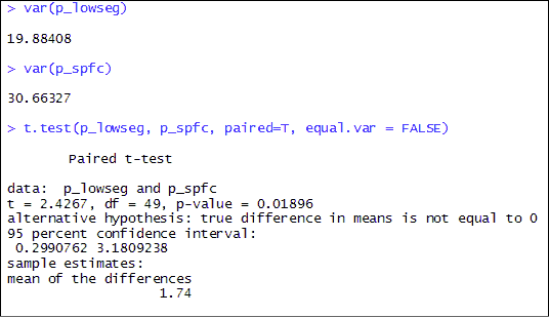 > var(p_lowseg)
19.88408
> var(p_spfc)
30.66327
> t.test(p_lowseg, p_spfc, paired=T, equal.var = FALSE)
Paired t-test
data: p_lowseg and p_spfc
t = 2.4267, df = 49, p-value = 0.01896
alternative hypothesis: true difference in means is not equal to 0
95 percent confidence interval:
0.2990762 3.1809238
sample estimates:
mean of the differences
1.74